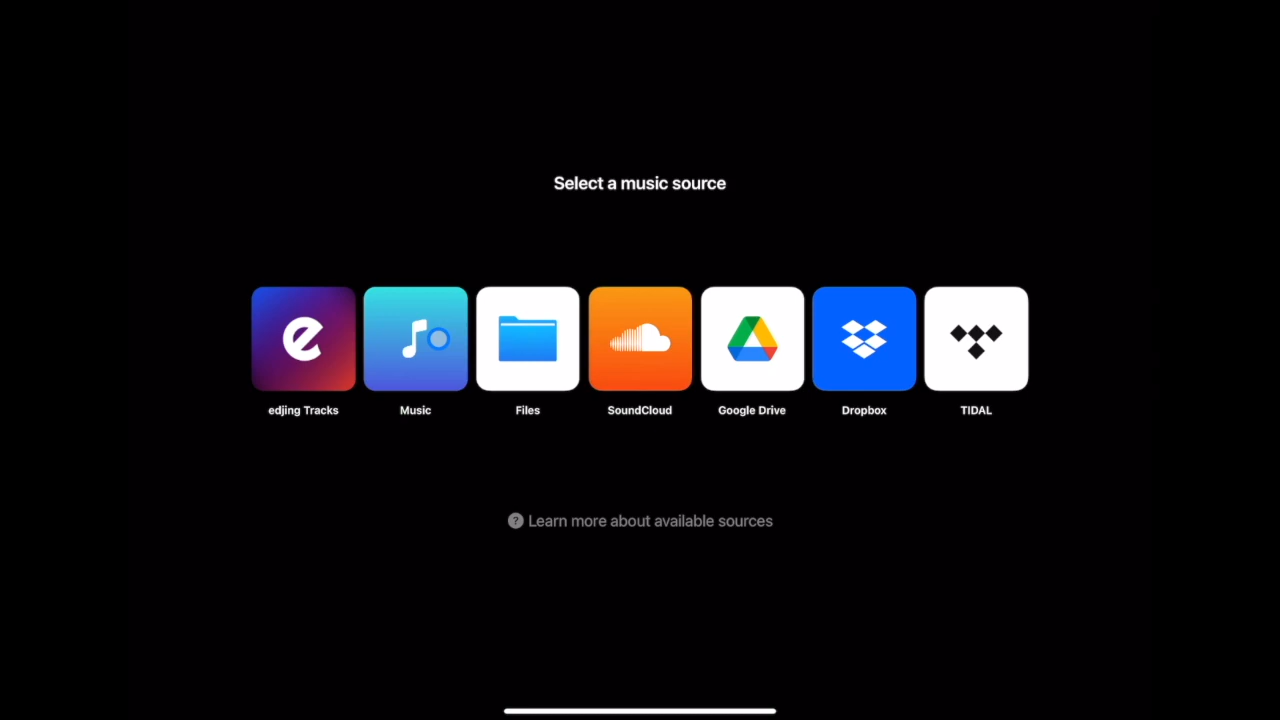 Select a music source
edjing Tracks
Music
Files
SoundCloud
Google Drive
Dropbox
TIDAL
? Learn more about available sources